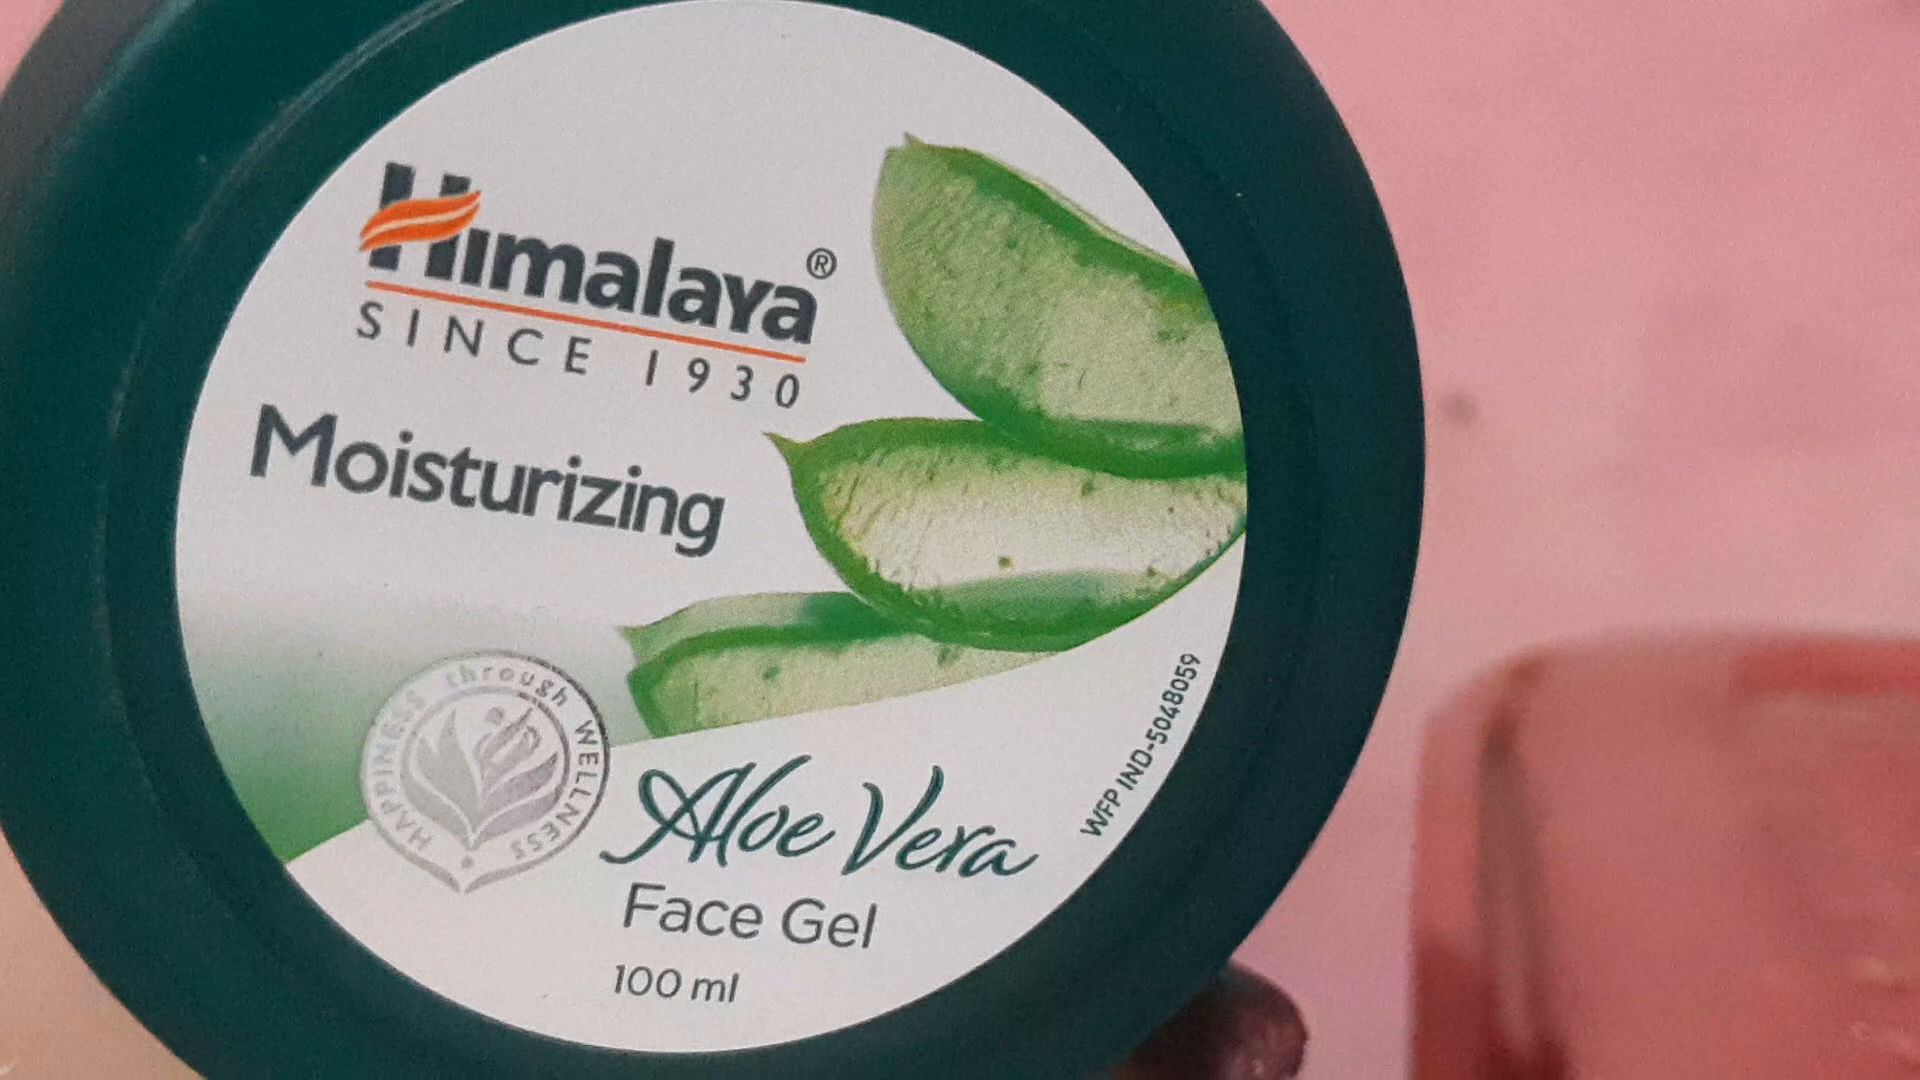 Himalaya®
SINCE 1930
Moisturizing
HAPPINESS through WELLNESS
Aloe Vera
Face Gel
100 ml
WFP IND-5048059